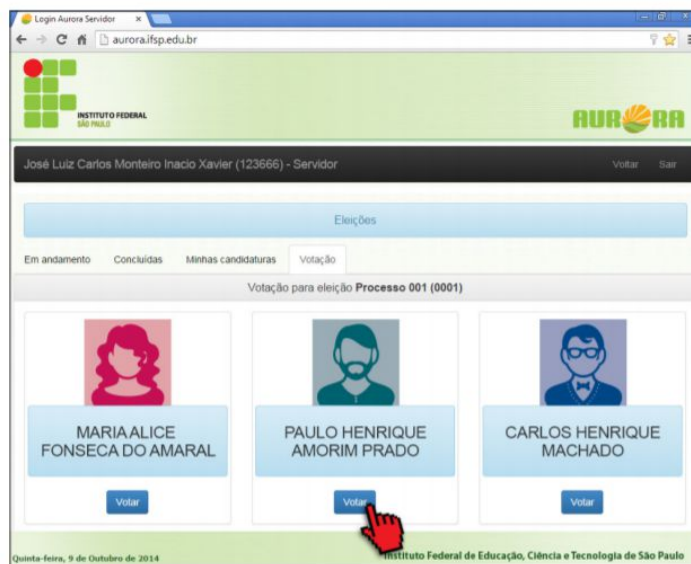 Login Aurora Servidor
aurora.ifsp.edu.br
INSTITUTO FEDERAL
SÃO PAULO
AURORA
José Luiz Carlos Monteiro Inacio Xavier (123666) - Servidor
Voltar Sair
Eleições
Em andamento Concluídas Minhas candidaturas Votação
Votação para eleição Processo 001 (0001)
MARIA ALICE
FONSECA DO AMARAL
PAULO HENRIQUE
AMORIM PRADO
CARLOS HENRIQUE
MACHADO
Votar Votar Votar
Quinta-feira, 9 de Outubro de 2014
Instituto Federal de Educação, Ciência e Tecnologia de São Paulo